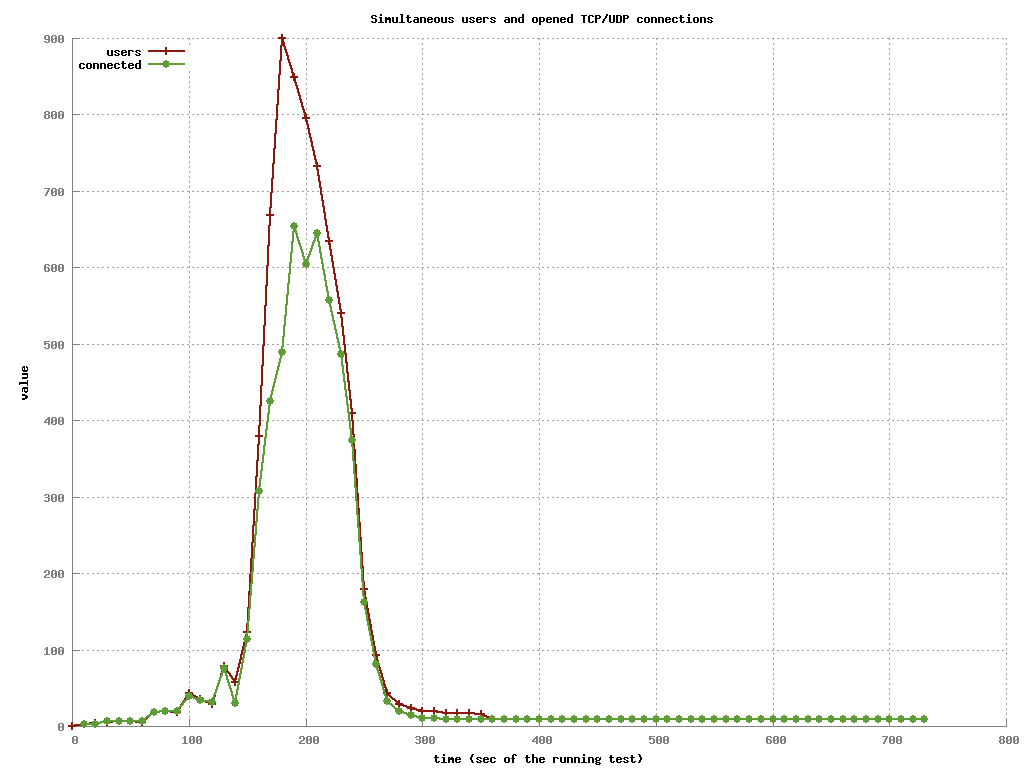 Simultaneous users and opened TCP/UDP connections
users
connected
900
800
700
600
500
400
300
200
100
0
value
0 100 200 300 400 500 600 700 800
time (sec of the running test)